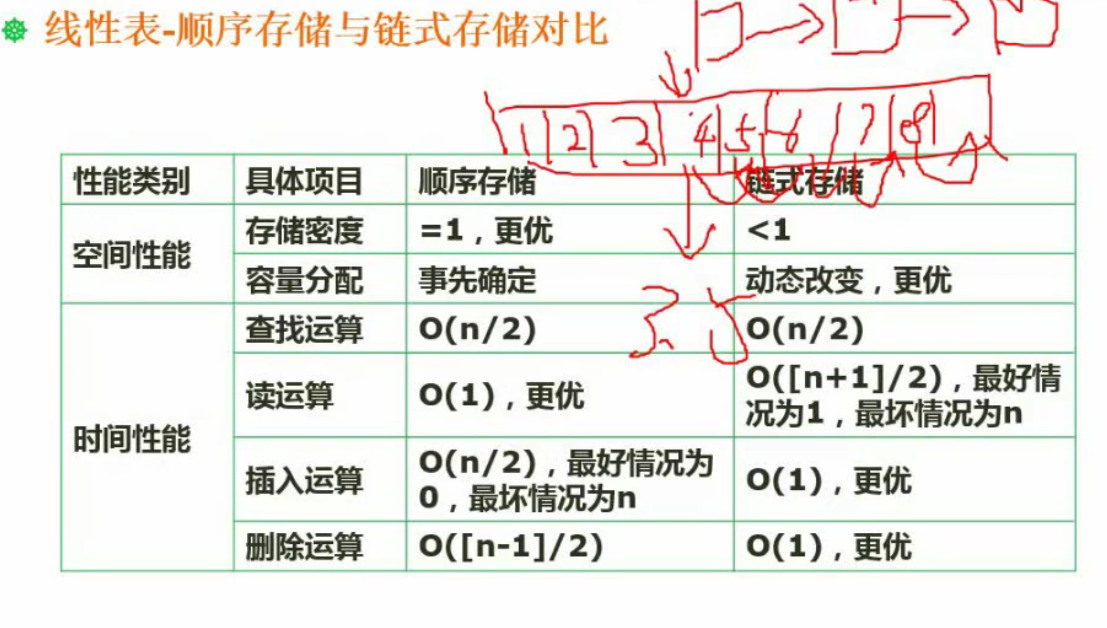 线性表-顺序存储与链式存储对比
1 2 3 4 5 6 7 8
性能类别 具体项目 顺序存储 链式存储
空间性能 存储密度 =1，更优 <1
容量分配 事先确定 动态改变，更优
3.5
时间性能 查找运算 O(n/2) O(n/2)
读运算 O(1)，更优 O([n+1]/2)，最好情
况为1，最坏情况为n
插入运算 O(n/2)，最好情况为
0，最坏情况为n O(1)，更优
删除运算 O([n-1]/2) O(1)，更优